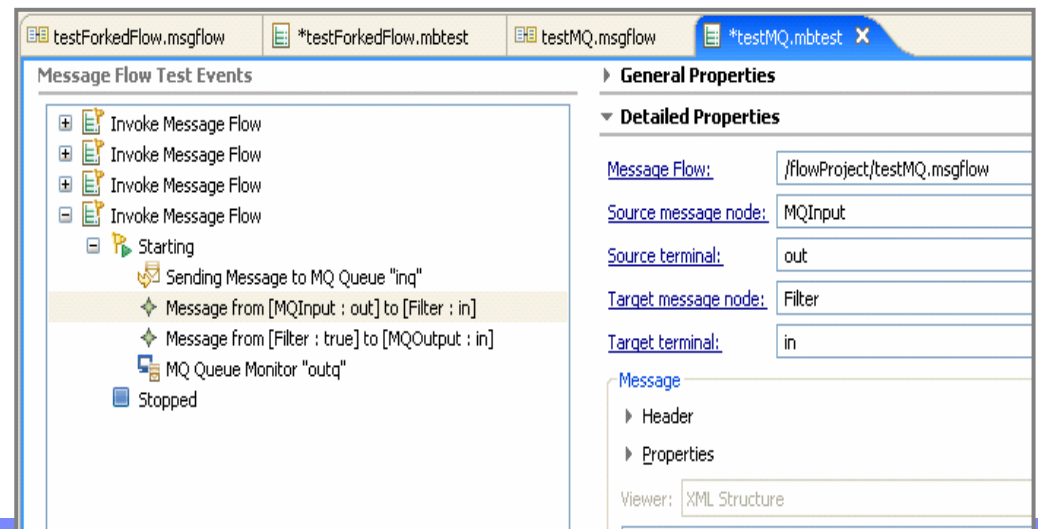 testForkedFlow.msgflow
*testForkedFlow.mbtest
testMQ.msgflow
*testMQ.mbtest
Message Flow Test Events
Invoke Message Flow
Invoke Message Flow
Invoke Message Flow
Invoke Message Flow
Starting
Sending Message to MQ Queue "inq"
Message from [MQInput : out] to [Filter : in]
Message from [Filter : true] to [MQOutput : in]
MQ Queue Monitor "outq"
Stopped
General Properties
Detailed Properties
Message Flow: /flowProject/testMQ.msgflow
Source message node: MQInput
Source terminal: out
Target message node: Filter
Target terminal: in
Message
Header
Properties
Viewer: XML Structure